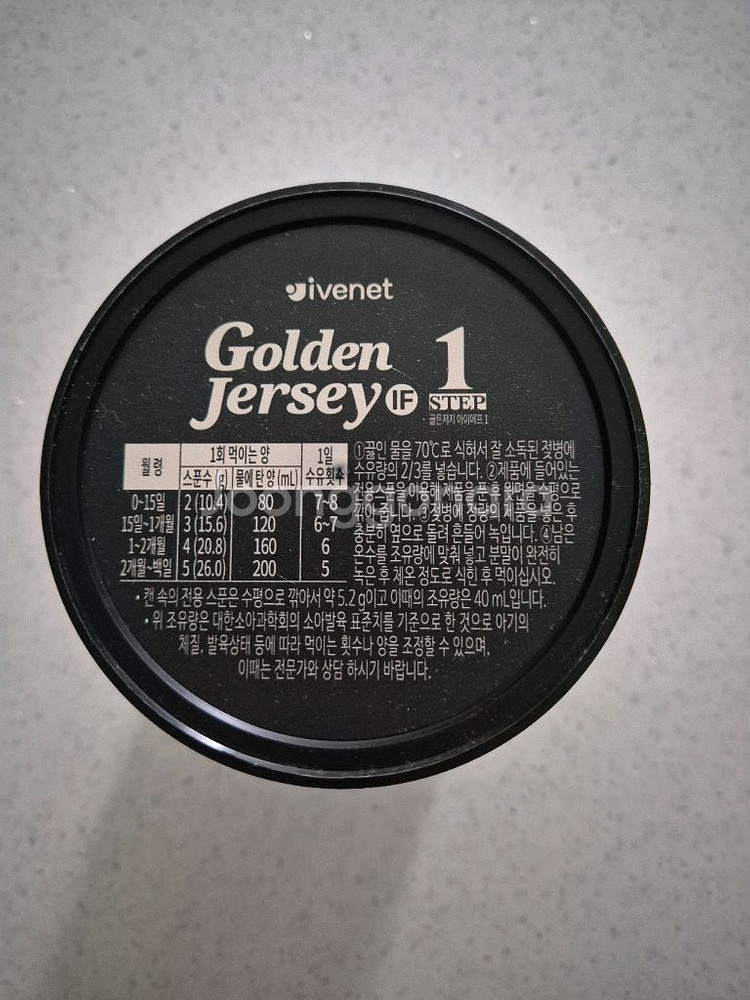 ivenet
Golden
Jersey IF
1
STEP
골든저지 아이에프 1
월령 1회 먹이는 양 1일
스푼수 (g) 물에 탄 양 (mL) 수유횟수
0~15일 2 (10.4) 80 7-8
15일~1개월 3 (15.6) 120 6-7
1~2개월 4 (20.8) 160 6
2개월~백일 5 (26.0) 200 5
①끓인 물을 70℃로 식혀서 잘 소독된 젖병에
수유량의 2/3를 넣습니다. ②제품에 들어있는
전용스푼을 이용해 수평으로
젖병에 정량의 제품을 넣은 후
충분히 옆으로 돌려 흔들어 녹입니다. ④남은
온수를 조유량에 맞춰 넣고 분말이 완전히
녹은 후 체온 정도로 식힌 후 먹이십시오.
• 캔 속의 전용 스푼은 수평으로 깎아서 약 5.2 g이고 이때의 조유량은 40 mL입니다.
• 위 조유량은 대한소아과학회의 소아발육 표준치를 기준으로 한 것으로 아기의
체질, 발육상태 등에 따라 먹이는 횟수나 양을 조정할 수 있으며,
이때는 전문가와 상담 하시기 바랍니다.
joonggonara